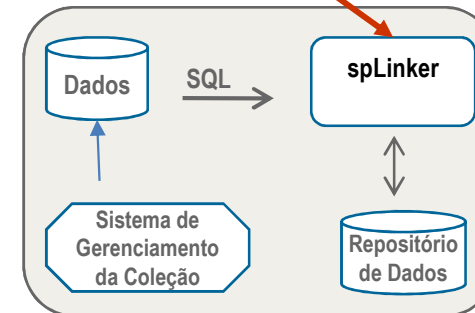 Dados
SQL
spLinker
Sistema de
Gerenciamento
da Coleção
Repositório
de Dados